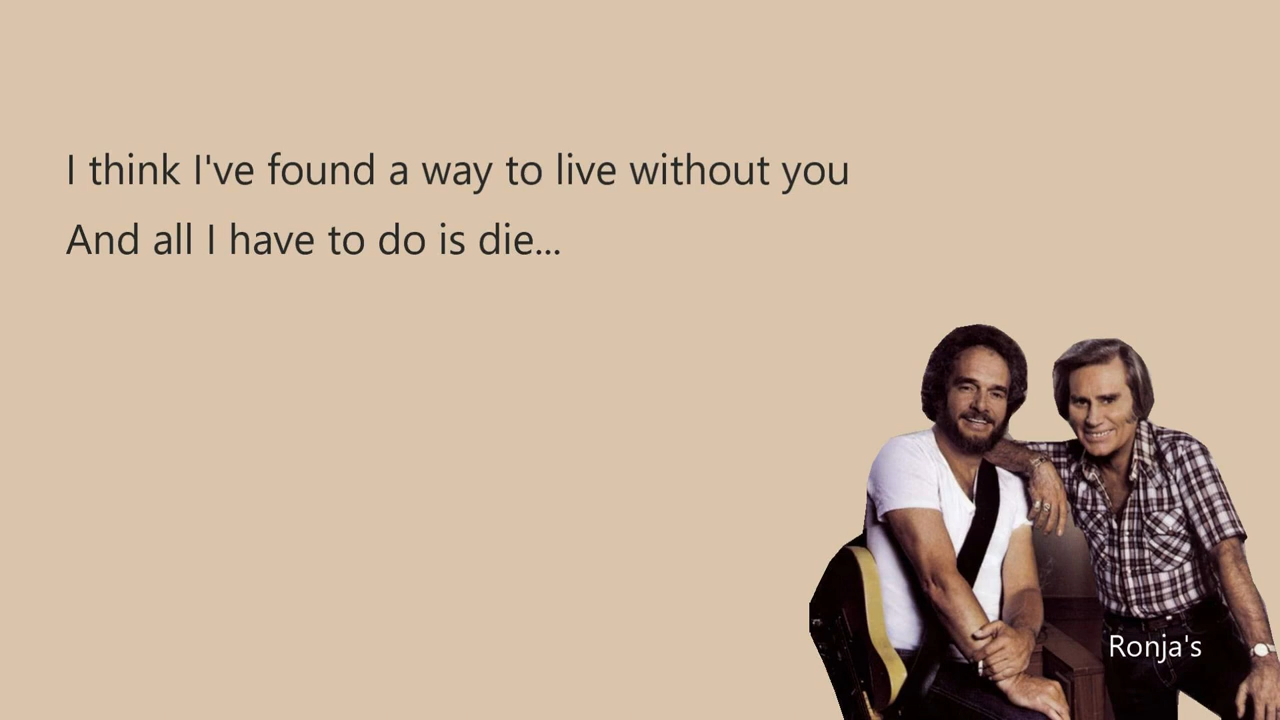 I think I've found a way to live without you
And all I have to do is die...
Ronja's